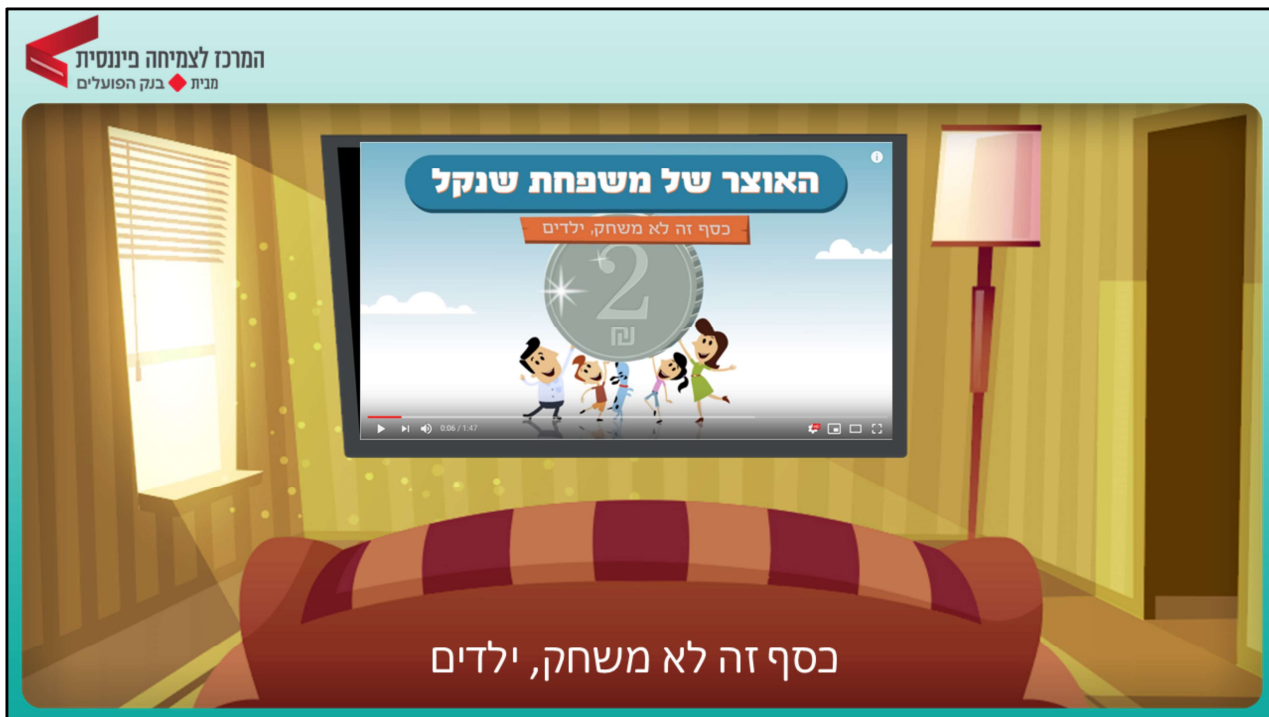 המרכז לצמיחה פיננסית
מבית בנק הפועלים
האוצר של משפחת שנקל
כסף זה לא משחק, ילדים
2
₪
0:06 / 1:47
כסף זה לא משחק, ילדים